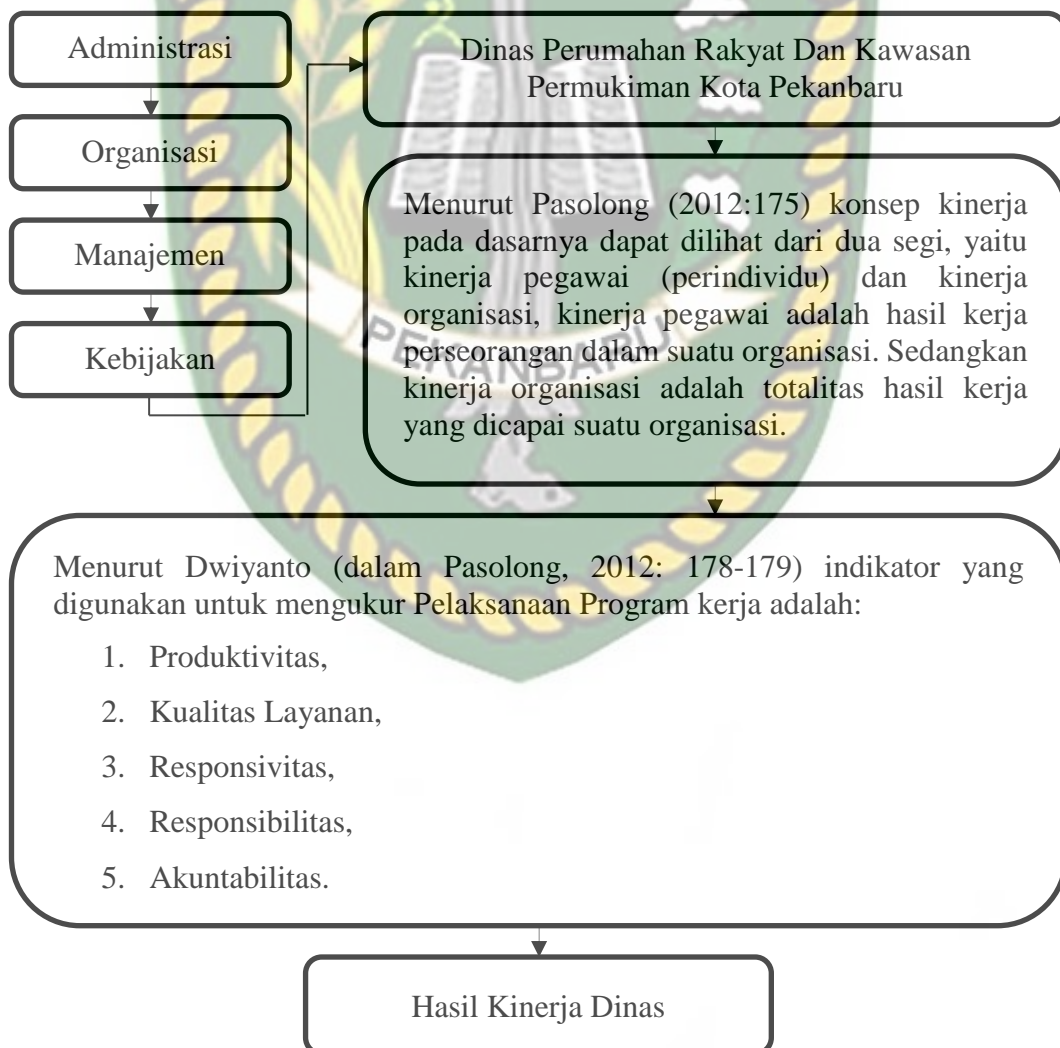 Administrasi
Organisasi
Manajemen
Kebijakan
Dinas Perumahan Rakyat Dan Kawasan
Permukiman Kota Pekanbaru
Menurut Pasolong (2012:175) konsep kinerja
pada dasarnya dapat dilihat dari dua segi, yaitu
kinerja pegawai (perindividu) dan kinerja
organisasi, kinerja pegawai adalah hasil kerja
perseorangan dalam suatu organisasi. Sedangkan
kinerja organisasi adalah totalitas hasil kerja
yang dicapai suatu organisasi.
PEKANBARU
Menurut Dwiyanto (dalam Pasolong, 2012: 178-179) indikator yang
digunakan untuk mengukur Pelaksanaan Program kerja adalah:
1. Produktivitas,
2. Kualitas Layanan,
3. Responsivitas,
4. Responsibilitas,
5. Akuntabilitas.
Hasil Kinerja Dinas